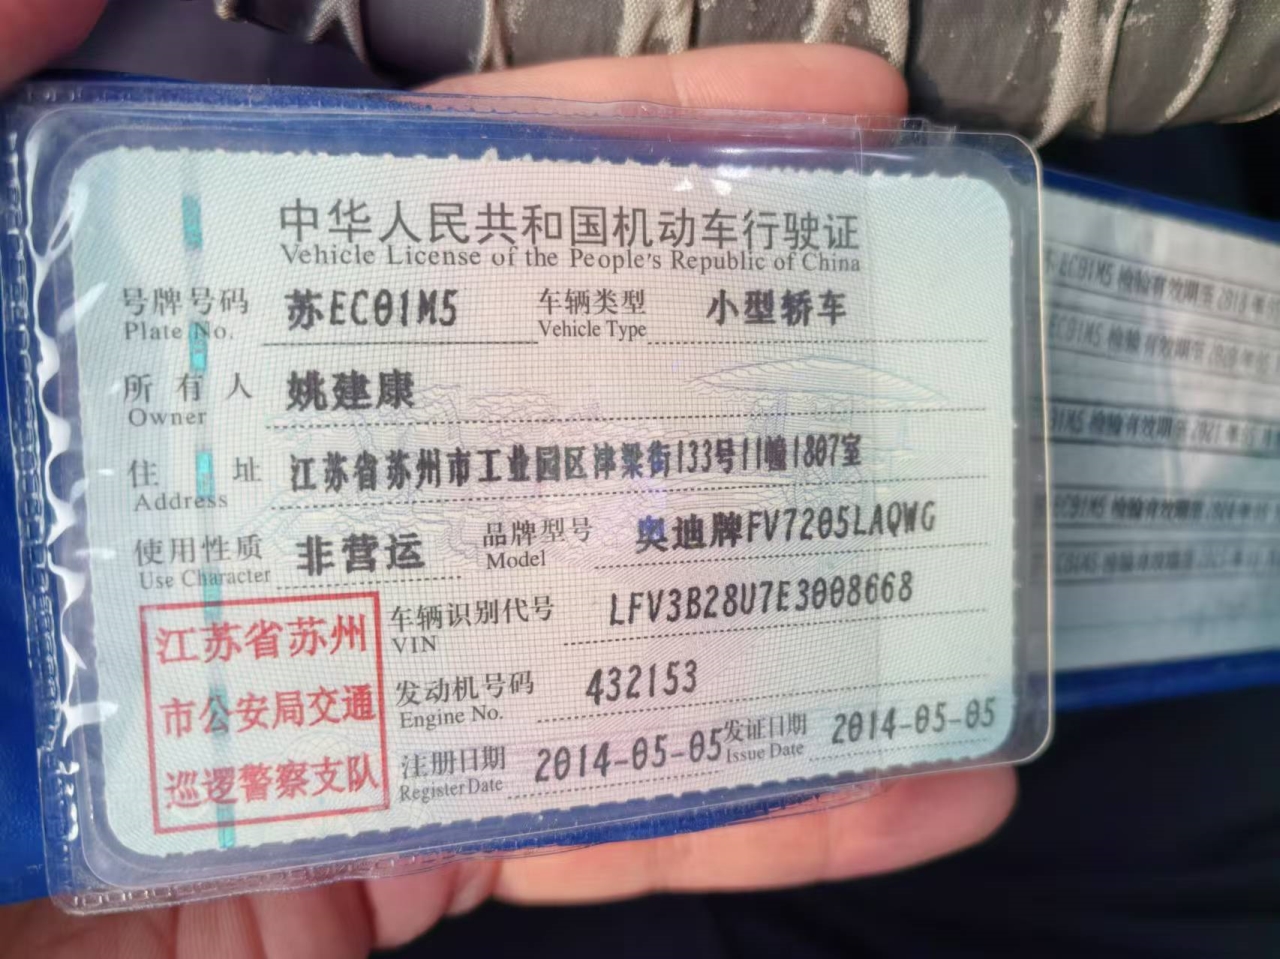 中华人民共和国机动车行驶证
Vehicle License of the People's Republic of China
号牌号码 苏EC01M5 车辆类型 小型轿车
Plate No. Vehicle Type
所有人 姚建康
Owner
住址 江苏省苏州市工业园区津梁街133号11幢1807室
Address
使用性质 非营运 品牌型号 奥迪牌FV7205LAQWG
Use Character Model
车辆识别代号 LFV3B28U7E3008668
VIN
发动机号码 432153
Engine No.
注册日期 2014-05-05 发证日期 2014-05-05
Register Date Issue Date
江苏省苏州
市公安局交通
巡逻警察支队